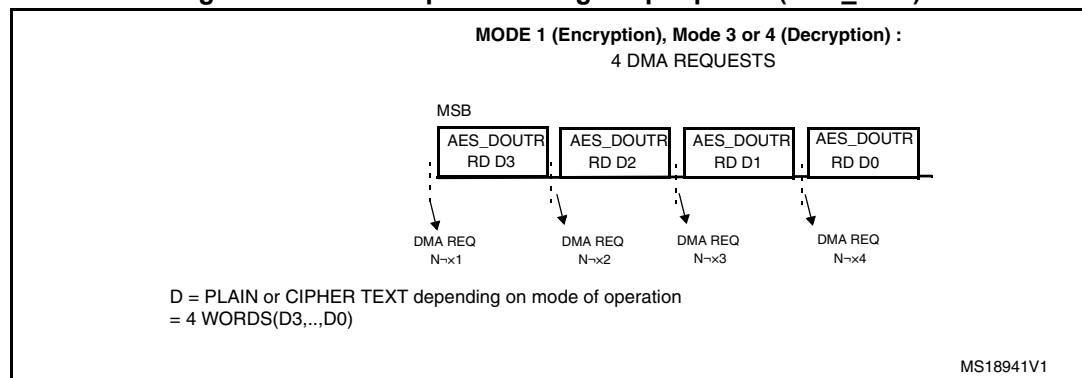 MODE 1 (Encryption), Mode 3 or 4 (Decryption) :
4 DMA REQUESTS
MSB
AES_DOUTR AES_DOUTR AES_DOUTR AES_DOUTR
RD D3 RD D2 RD D1 RD D0
DMA REQ DMA REQ DMA REQ DMA REQ
N¬×1 N¬×2 N¬×3 N¬×4
D = PLAIN or CIPHER TEXT depending on mode of operation
= 4 WORDS(D3,..,D0)
MS18941V1